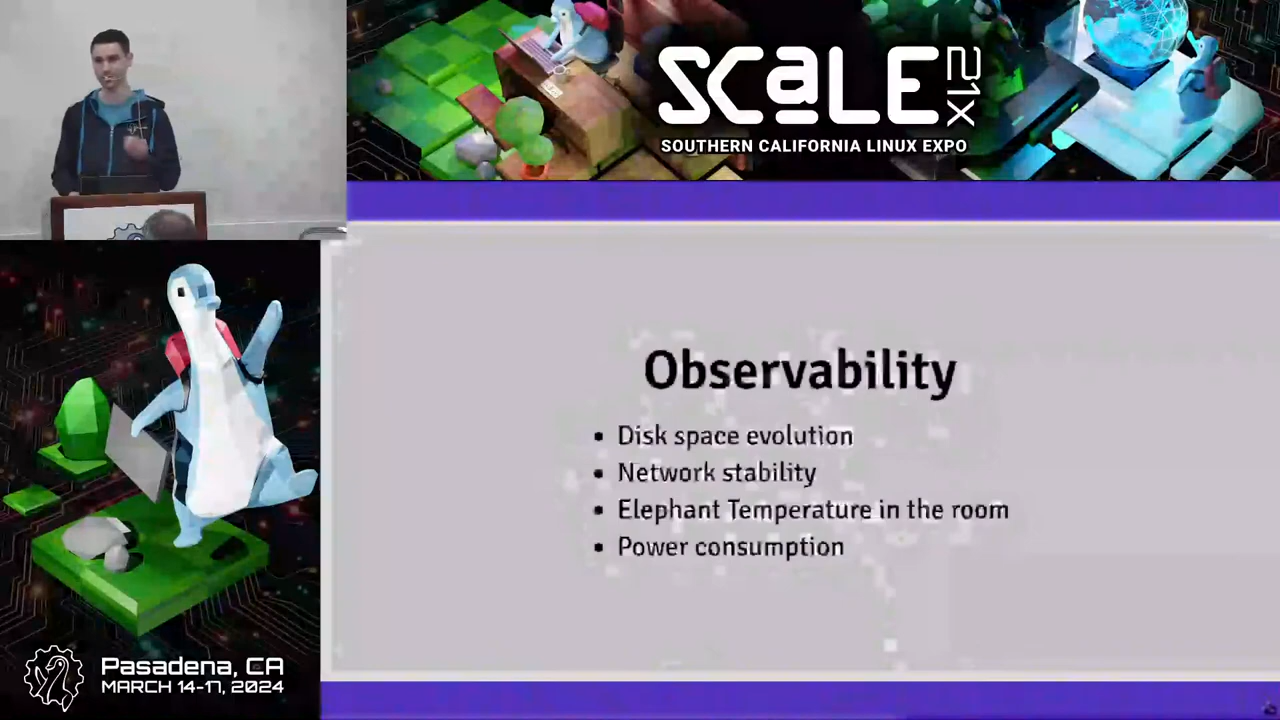 SCaLE 21x
SOUTHERN CALIFORNIA LINUX EXPO
Observability
• Disk space evolution
• Network stability
• Elephant Temperature in the room
• Power consumption
Pasadena, CA
MARCH 14-17, 2024